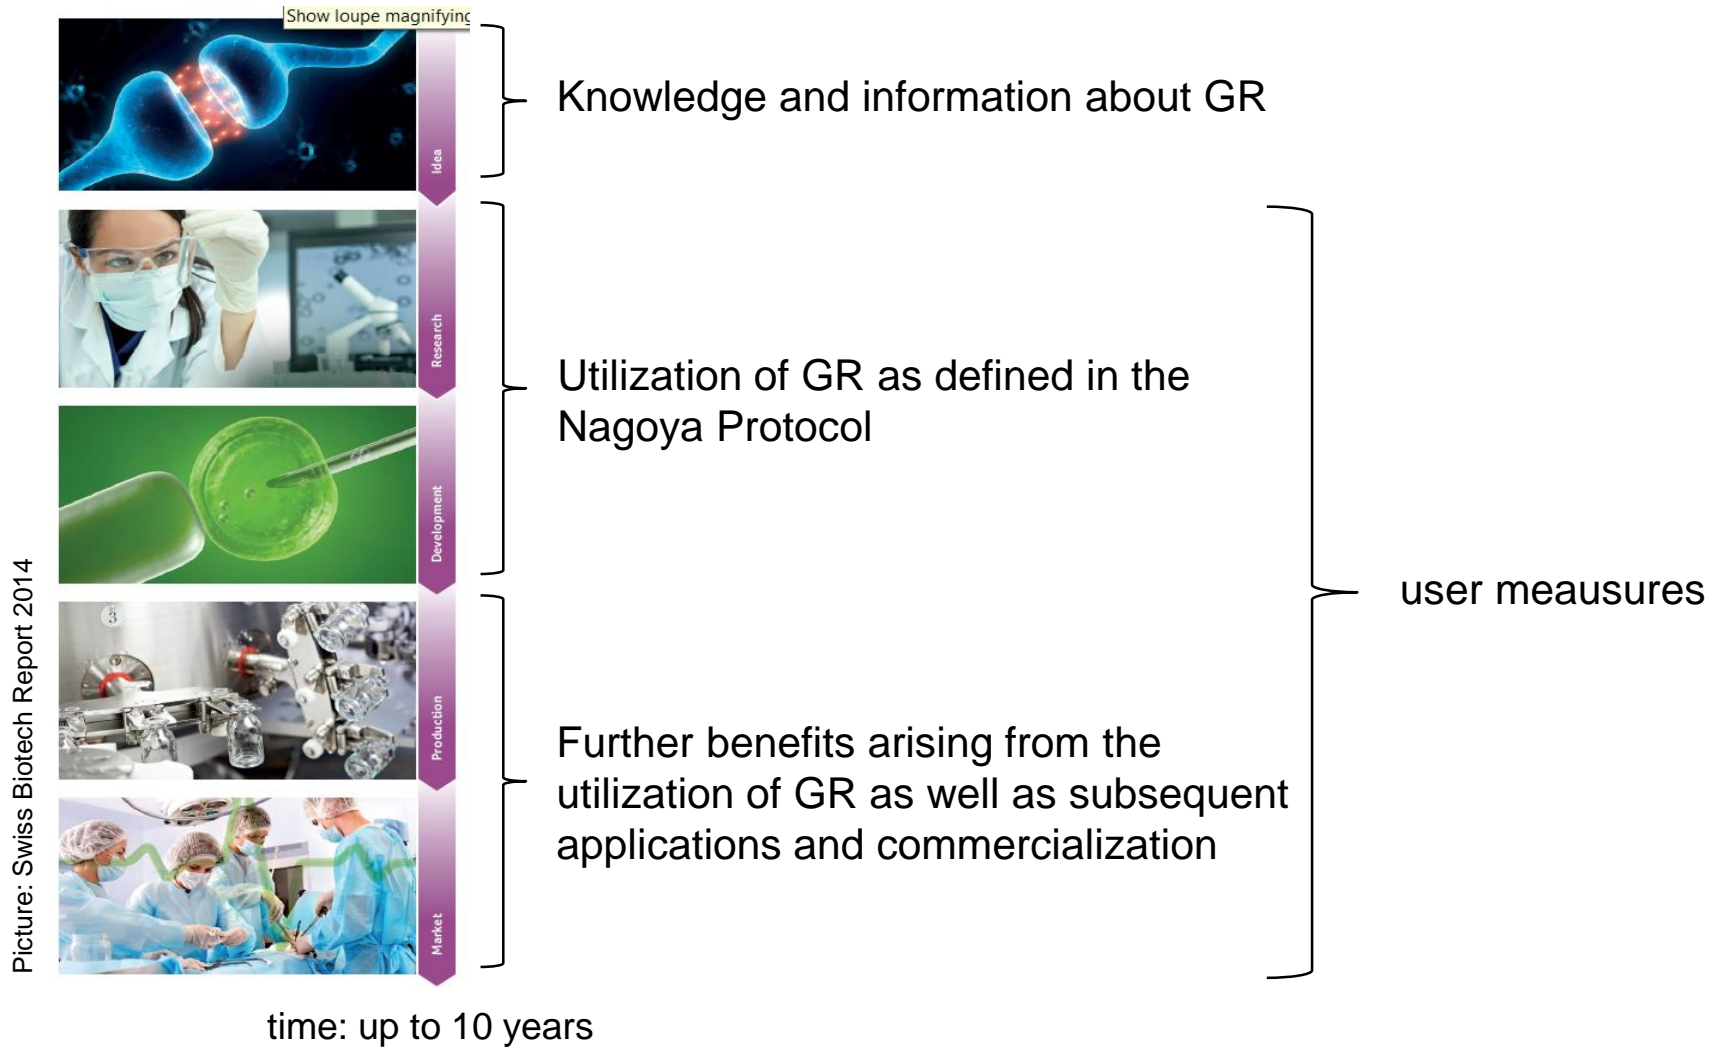 Show loupe magnifying
Idea
Knowledge and information about GR
Research
Utilization of GR as defined in the
Nagoya Protocol
Development
user meausures
3
Production
Further benefits arising from the
utilization of GR as well as subsequent
applications and commercialization
Market
Picture: Swiss Biotech Report 2014
time: up to 10 years